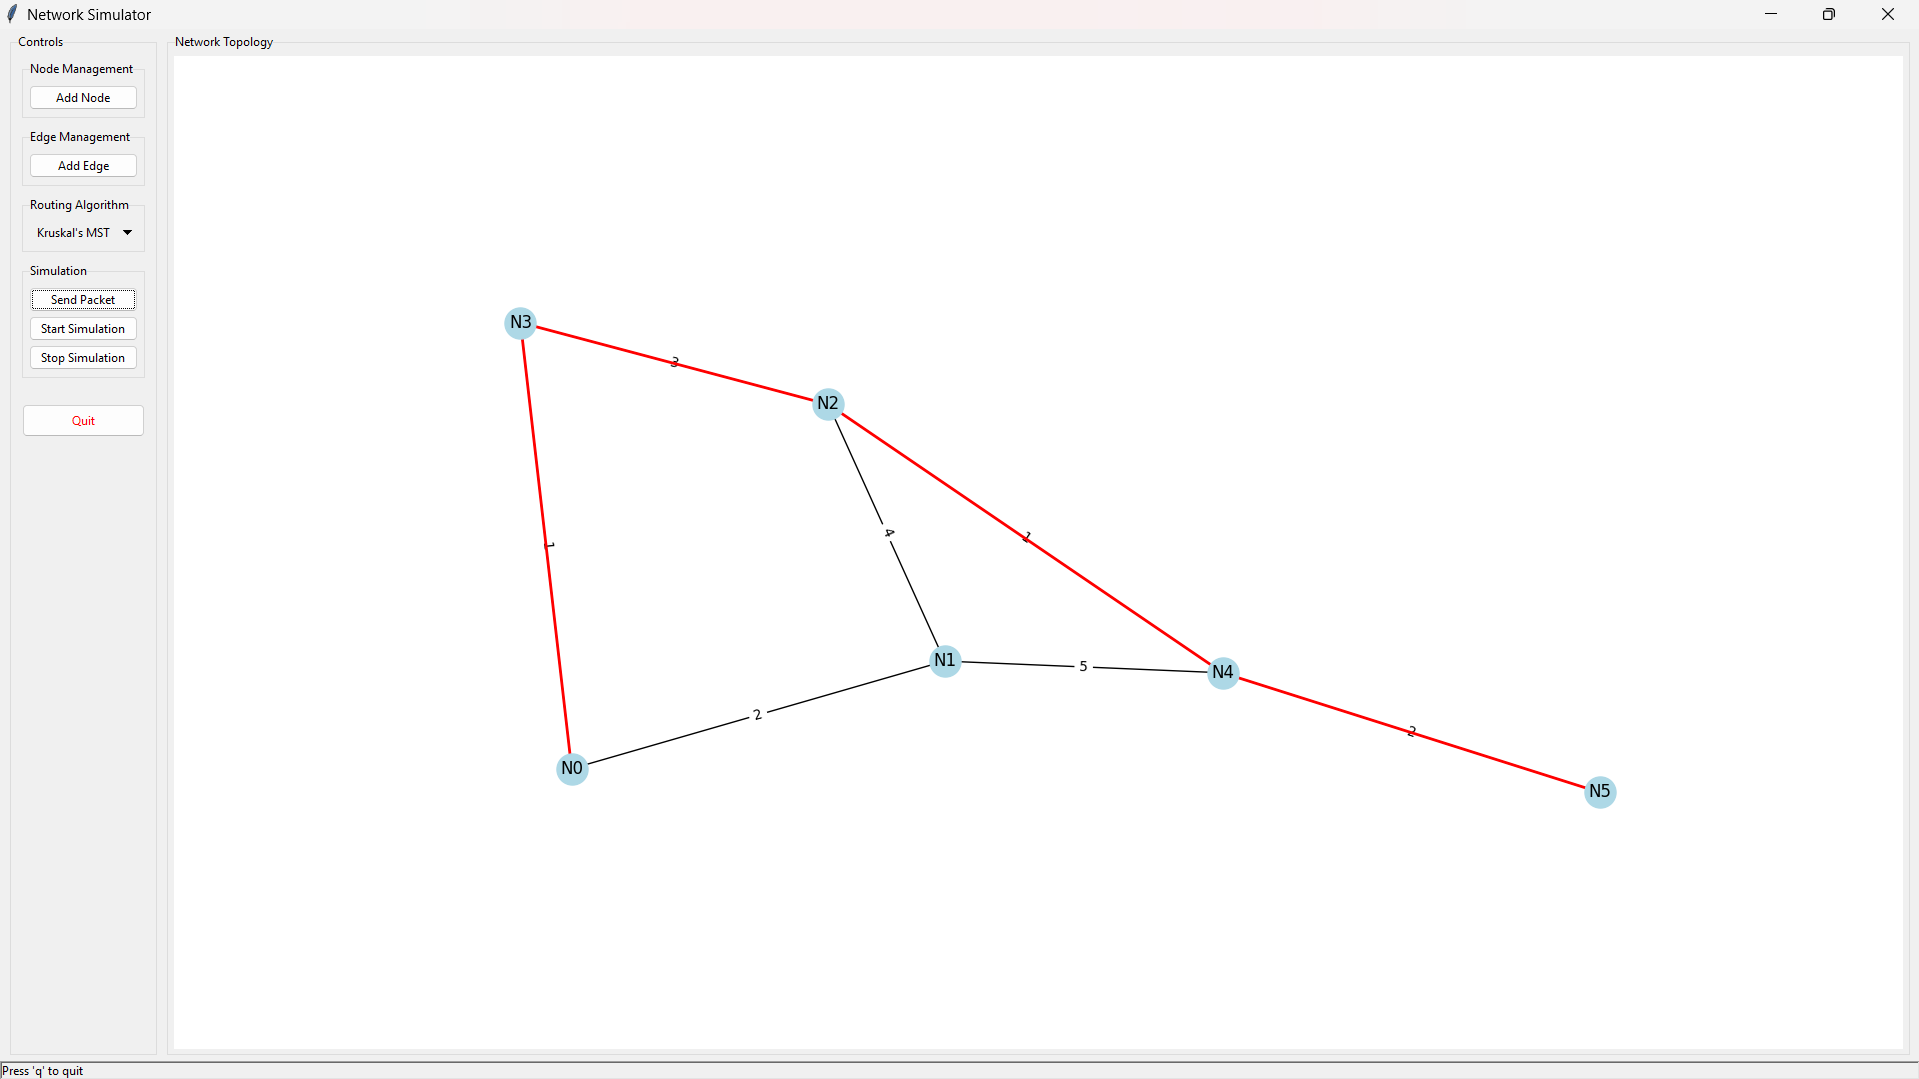 Network Simulator
Controls
Node Management
Add Node
Edge Management
Add Edge
Routing Algorithm
Kruskal's MST
Simulation
Send Packet
Start Simulation
Stop Simulation
Quit
Network Topology
N3
3
N2
1
4
1
N1
5
N4
2
2
N0
N5
Press 'q' to quit